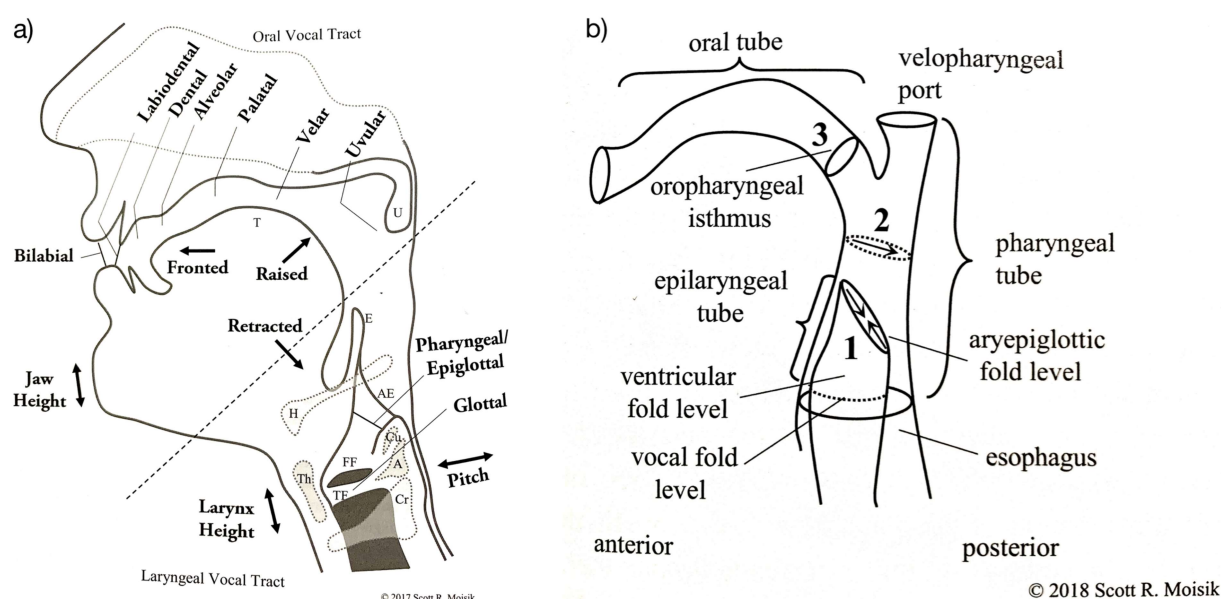 a)
Oral Vocal Tract
Labiodental
Dental
Alveolar
Palatal
Velar
Uvular
U
T
Bilabial
Fronted
Raised
E
Retracted
Pharyngeal/
Epiglottal
Jaw
Height
AE
H
Glottal
Cu
FF
A
Th
TF
Cr
Pitch
Larynx
Height
Laryngeal Vocal Tract
© 2017 Scott R. Moisik
b)
oral tube
velopharyngeal
port
3
oropharyngeal
isthmus
2
pharyngeal
tube
epilaryngeal
tube
1
aryepiglottic
fold level
ventricular
fold level
vocal fold
level
esophagus
anterior
posterior
© 2018 Scott R. Moisik